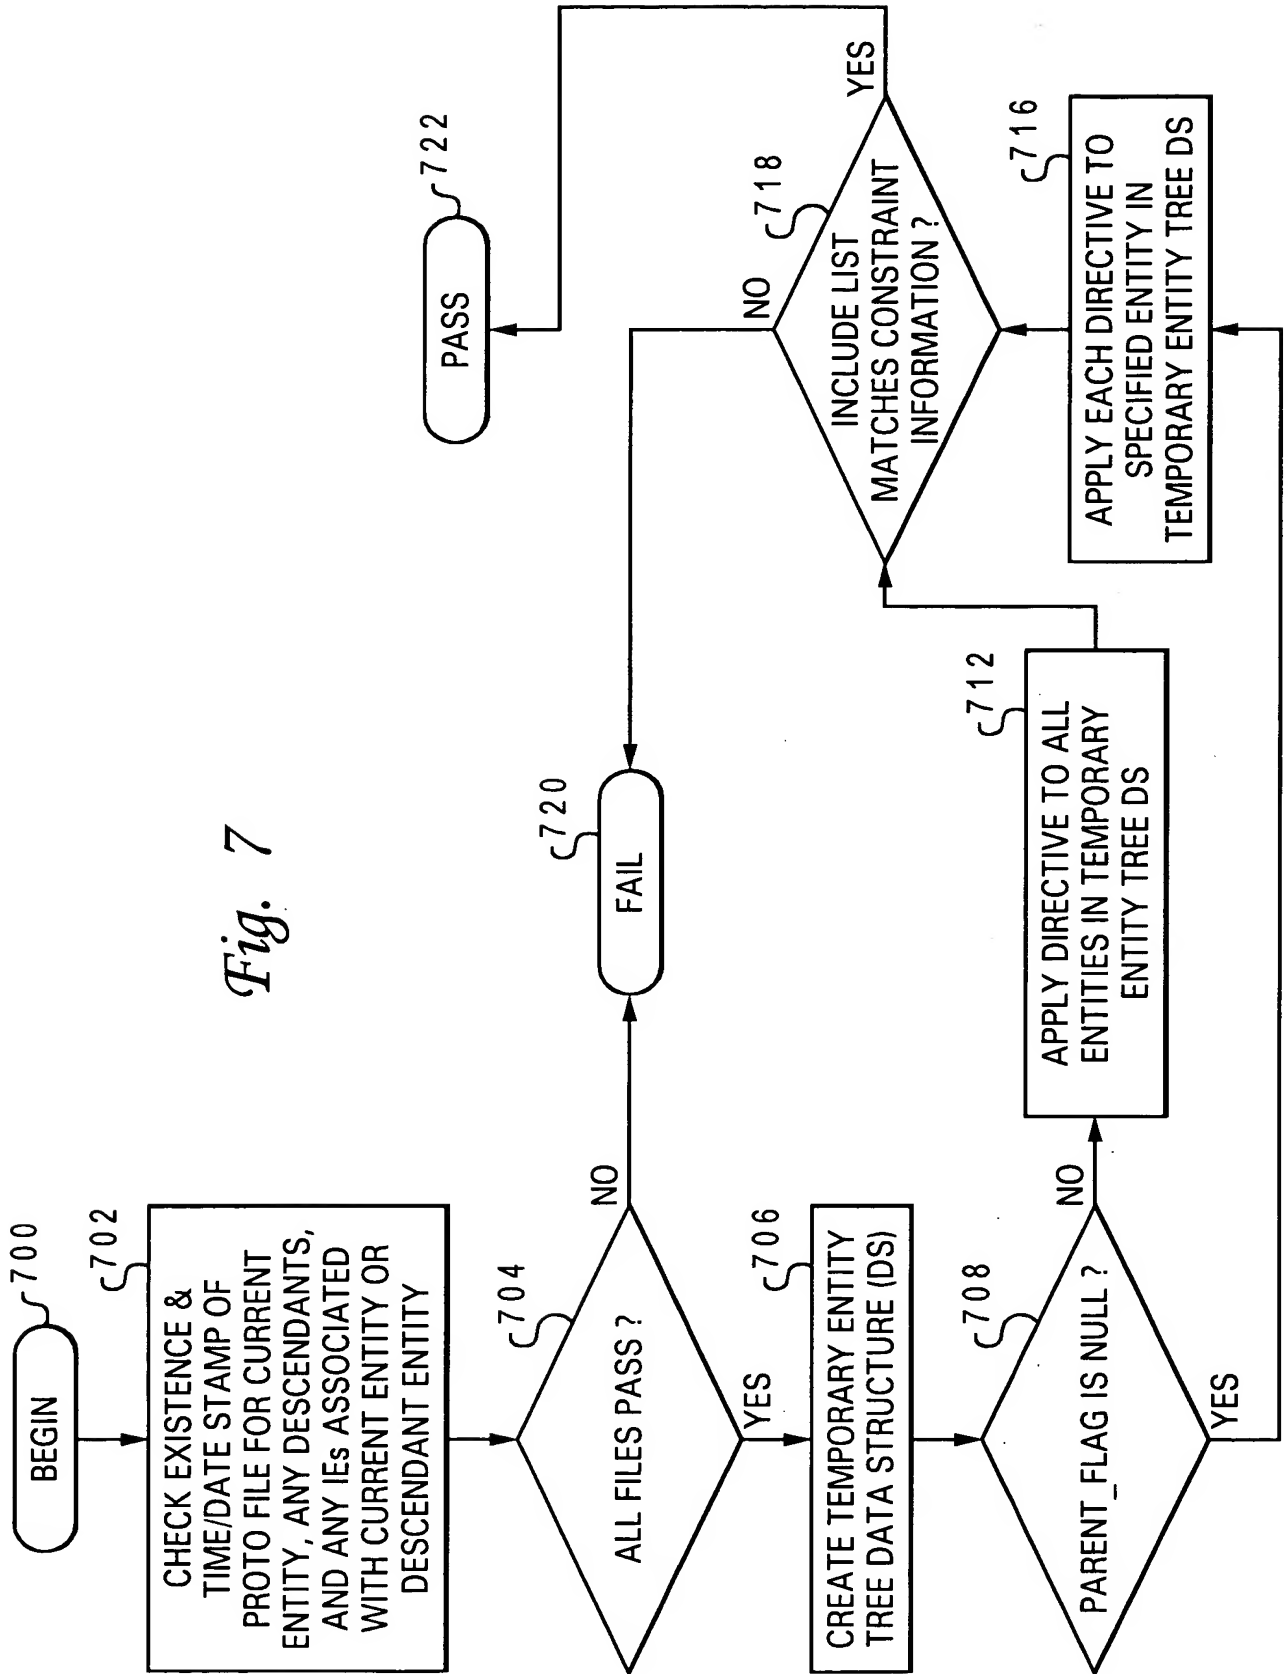 BEGIN
700
CHECK EXISTENCE &
TIME/DATE STAMP OF
PROTO FILE FOR CURRENT
ENTITY, ANY DESCENDANTS,
AND ANY IEs ASSOCIATED
WITH CURRENT ENTITY OR
DESCENDANT ENTITY
702
ALL FILES PASS ?
704
NO
YES
CREATE TEMPORARY ENTITY
TREE DATA STRUCTURE (DS)
706
PARENT_FLAG IS NULL ?
708
NO
YES
Fig. 7
FAIL
720
APPLY DIRECTIVE TO ALL
ENTITIES IN TEMPORARY
ENTITY TREE DS
712
PASS
722
INCLUDE LIST
MATCHES CONSTRAINT
INFORMATION ?
718
NO
YES
APPLY EACH DIRECTIVE TO
SPECIFIED ENTITY IN
TEMPORARY ENTITY TREE DS
716